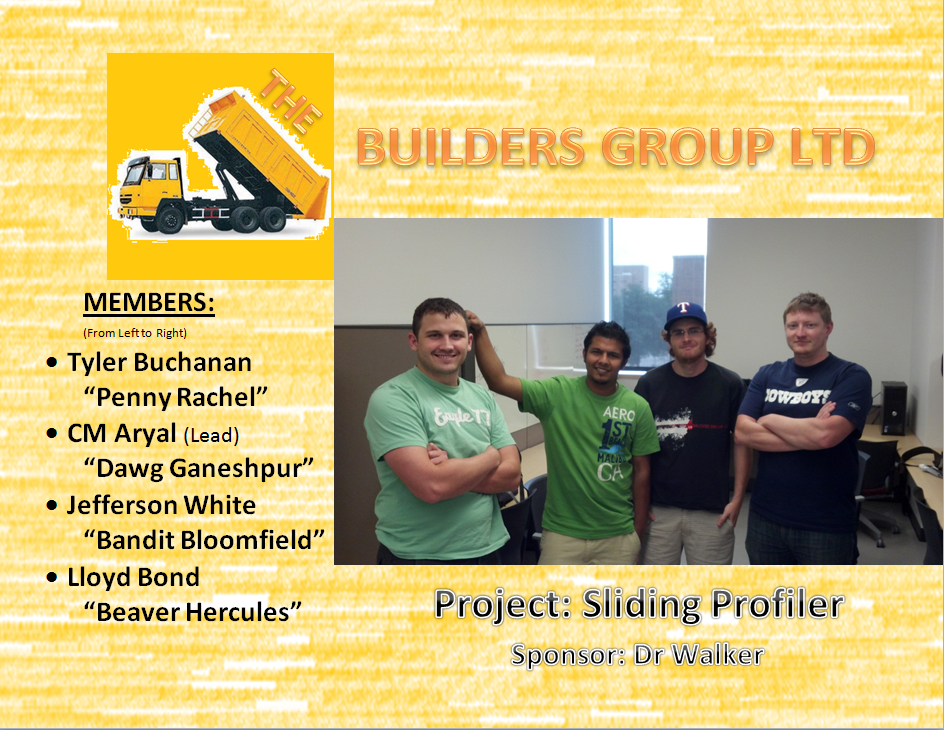 THE
BUILDERS GROUP LTD
MEMBERS:
(From Left to Right)
• Tyler Buchanan
“Penny Rachel”
• CM Aryal (Lead)
“Dawg Ganeshpur”
• Jefferson White
“Bandit Bloomfield”
• Lloyd Bond
“Beaver Hercules”
Eagle
AERO
1ST
CA
T
COWBOYS
Project: Sliding Profiler
Sponsor: Dr Walker